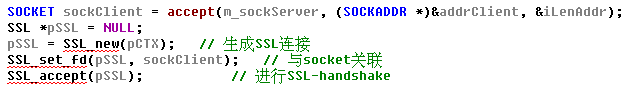 SOCKET sockClient = accept(m_sockServer, (SOCKADDR *)&addrClient, &iLenAddr);
SSL *pSSL = NULL;
pSSL = SSL_new(pCTX);   // 生成SSL连接
SSL_set_fd(pSSL, sockClient);   // 与socket关联
SSL_accept(pSSL);           // 进行SSL-handshake